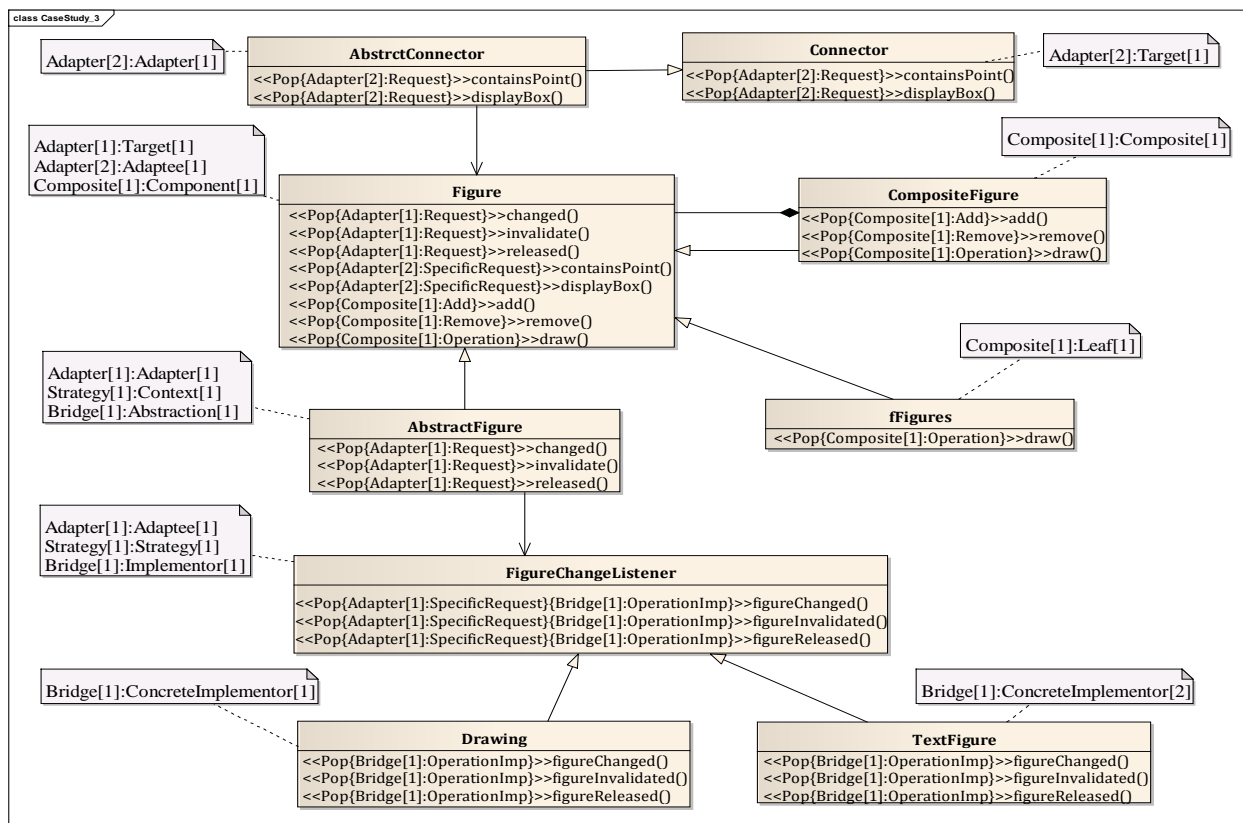 class CaseStudy_3
Adapter[2]:Adapter[1]
AbstrctConnector
<<Pop{Adapter[2]:Request}>>containsPoint()
<<Pop{Adapter[2]:Request}>>displayBox()
Connector
<<Pop{Adapter[2]:Request}>>containsPoint()
<<Pop{Adapter[2]:Request}>>displayBox()
Adapter[2]:Target[1]
Adapter[1]:Target[1]
Adapter[2]:Adaptee[1]
Composite[1]:Component[1]
Figure
<<Pop{Adapter[1]:Request}>>changed()
<<Pop{Adapter[1]:Request}>>invalidate()
<<Pop{Adapter[1]:Request}>>released()
<<Pop{Adapter[2]:SpecificRequest}>>containsPoint()
<<Pop{Adapter[2]:SpecificRequest}>>displayBox()
<<Pop{Composite[1]:Add}>>add()
<<Pop{Composite[1]:Remove}>>remove()
<<Pop{Composite[1]:Operation}>>draw()
Composite[1]:Composite[1]
CompositeFigure
<<Pop{Composite[1]:Add}>>add()
<<Pop{Composite[1]:Remove}>>remove()
<<Pop{Composite[1]:Operation}>>draw()
Composite[1]:Leaf[1]
fFigures
<<Pop{Composite[1]:Operation}>>draw()
Adapter[1]:Adapter[1]
Strategy[1]:Context[1]
Bridge[1]:Abstraction[1]
AbstractFigure
<<Pop{Adapter[1]:Request}>>changed()
<<Pop{Adapter[1]:Request}>>invalidate()
<<Pop{Adapter[1]:Request}>>released()
Adapter[1]:Adaptee[1]
Strategy[1]:Strategy[1]
Bridge[1]:Implementor[1]
FigureChangeListener
<<Pop{Adapter[1]:SpecificRequest}{Bridge[1]:OperationImp}>>figureChanged()
<<Pop{Adapter[1]:SpecificRequest}{Bridge[1]:OperationImp}>>figureInvalidated()
<<Pop{Adapter[1]:SpecificRequest}{Bridge[1]:OperationImp}>>figureReleased()
Bridge[1]:ConcreteImplementor[1]
Drawing
<<Pop{Bridge[1]:OperationImp}>>figureChanged()
<<Pop{Bridge[1]:OperationImp}>>figureInvalidated()
<<Pop{Bridge[1]:OperationImp}>>figureReleased()
Bridge[1]:ConcreteImplementor[2]
TextFigure
<<Pop{Bridge[1]:OperationImp}>>figureChanged()
<<Pop{Bridge[1]:OperationImp}>>figureInvalidated()
<<Pop{Bridge[1]:OperationImp}>>figureReleased()